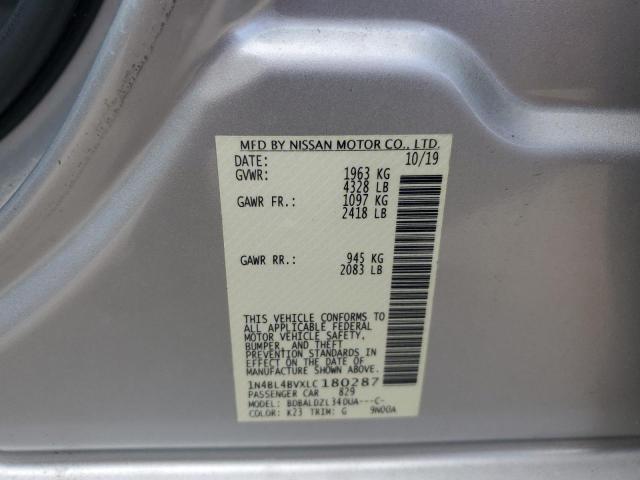 MFD BY NISSAN MOTOR CO., LTD.
DATE: 10/19
GVWR: 1963 KG
4328 LB
GAWR FR.: 1097 KG
2418 LB
GAWR RR.: 945 KG
2083 LB
THIS VEHICLE CONFORMS TO
ALL APPLICABLE FEDERAL
MOTOR VEHICLE SAFETY,
BUMPER, AND THEFT
PREVENTION STANDARDS IN
EFFECT ON THE DATE OF
MANUFACTURE SHOWN ABOVE.
1N4BL4BVXLC180287
PASSENGER CAR 829
MODEL: BDBALDZL34DUA---C-
COLOR: K23 TRIM: G 9N00A